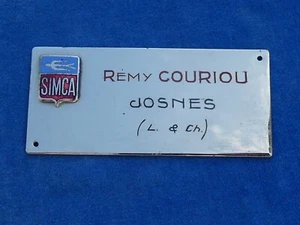 SIMCA
RÉMY COURIOU
JOSNES
(L. & Ch.)